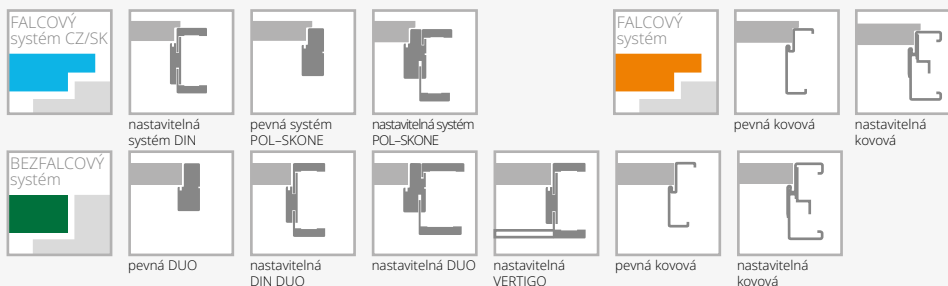 FALCOVÝ
systém CZ/SK
nastavitelná
systém DIN
pevná systém
POL–SKONE
nastavitelná systém
POL–SKONE
FALCOVÝ
systém
pevná kovová
nastavitelná
kovová
BEZFALCOVÝ
systém
pevná DUO
nastavitelná
DIN DUO
nastavitelná DUO
nastavitelná
VERTIGO
pevná kovová
nastavitelná
kovová